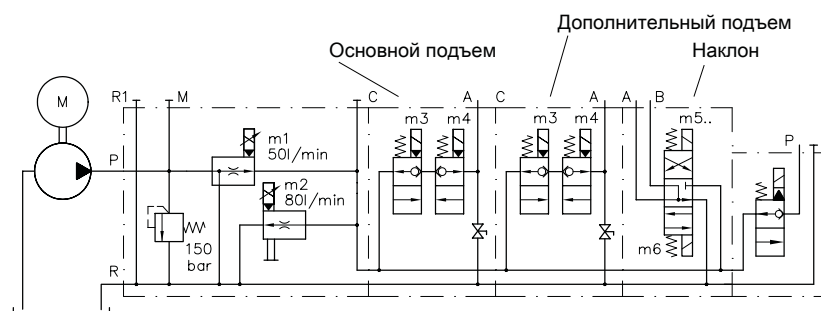 Дополнительный подъем
Основной подъем
Наклон
M
R1
M
C
A
C
A
A
B
m3
m4
m3
m4
m5..
m1
50l/min
P
P
m2
80l/min
150
bar
m6
R